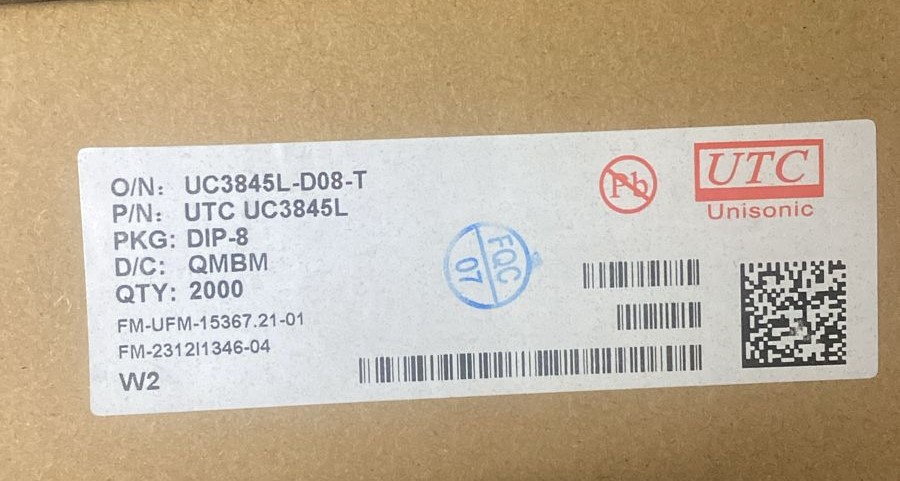 O/N: UC3845L-D08-T
P/N: UTC UC3845L
PKG: DIP-8
D/C: QMBM
QTY: 2000
FM-UFM-15367.21-01
FM-2312I1346-04
W2
Pb
UTC
Unisonic
FQC
07